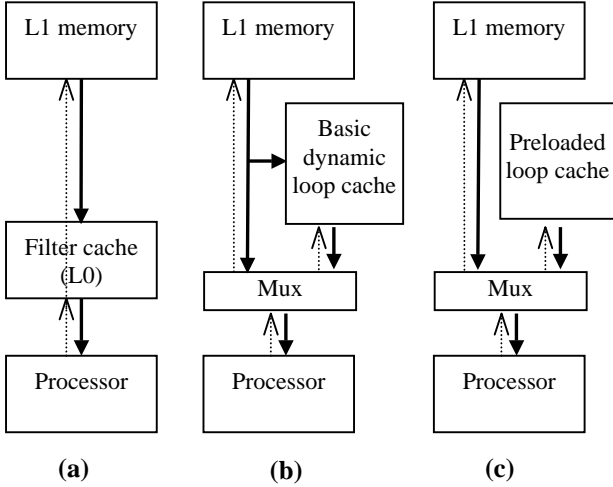 L1 memory
Filter cache
(L0)
Processor
(a)
L1 memory
Basic
dynamic
loop cache
Mux
Processor
(b)
L1 memory
Preloaded
loop cache
Mux
Processor
(c)